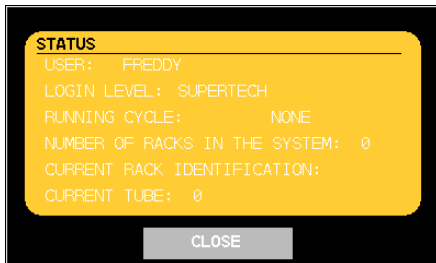 STATUS
USER: FREDDY
LOGIN LEVEL: SUPERTECH
RUNNING CYCLE: NONE
NUMBER OF RACKS IN THE SYSTEM: 0
CURRENT RACK IDENTIFICATION:
CURRENT TUBE: 0
CLOSE